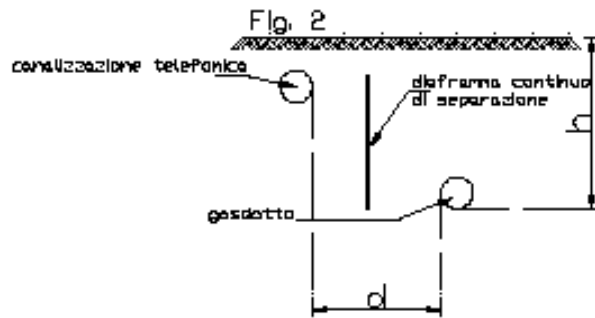 Fig. 2
canalizzazione telefonica
diaframma continuo
di separazione
gasdotto
d